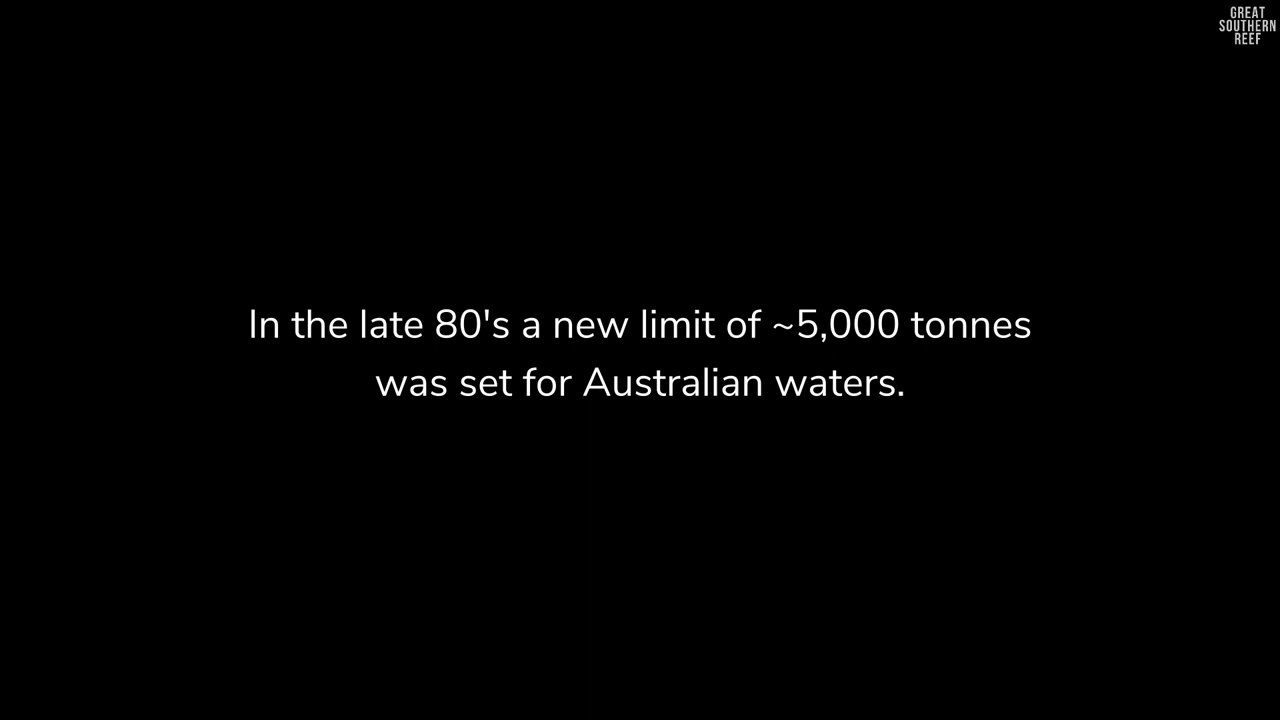 GREAT
SOUTHERN
REEF
In the late 80's a new limit of ~5,000 tonnes
was set for Australian waters.